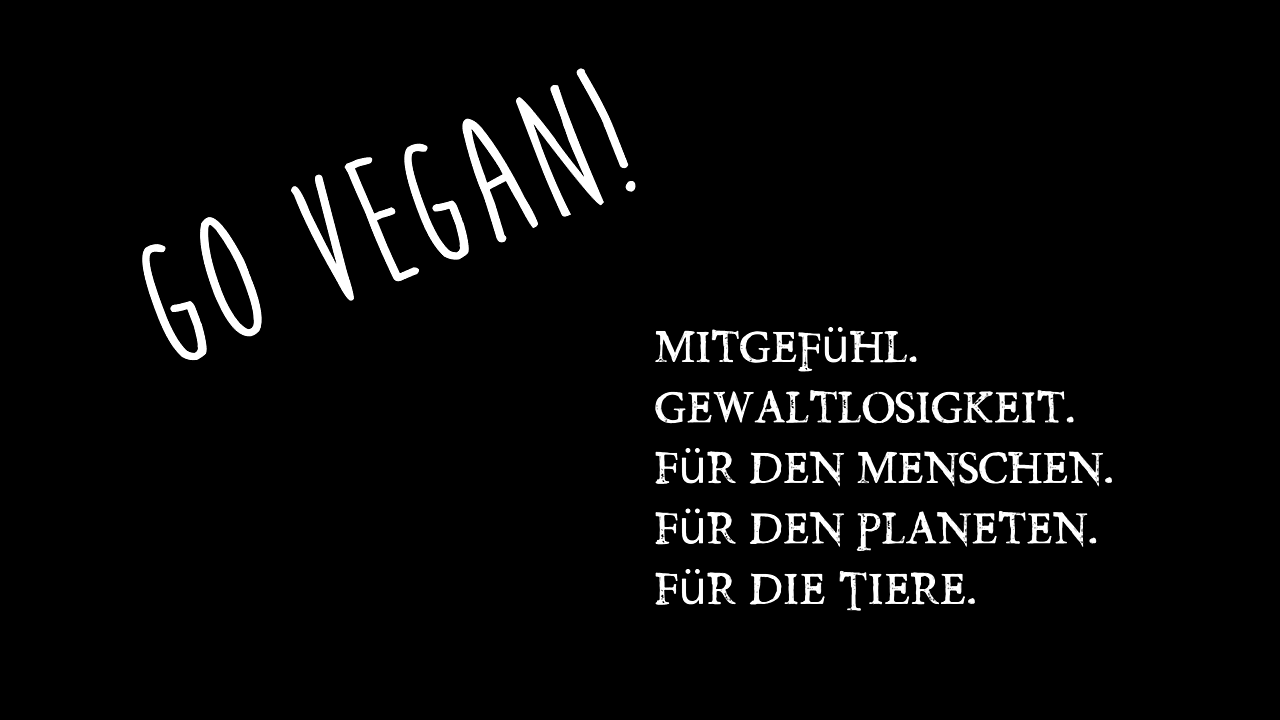 GO VEGAN!
MITGEFÜHL.
GEWALTLOSIGKEIT.
FÜR DEN MENSCHEN.
FÜR DEN PLANETEN.
FÜR DIE TIERE.